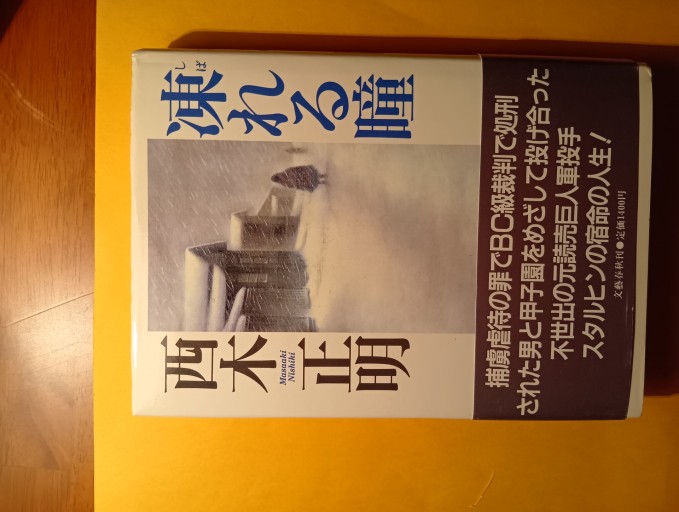 凍れる瞳
しば
西木正明
Masaaki
Nishiki
捕虜虐待の罪でBC級裁判で処刑
された男と甲子園をめざして投げ合った
不世出の元読売巨人軍投手
スタルヒンの宿命の人生!
文藝春秋刊●定価1400円